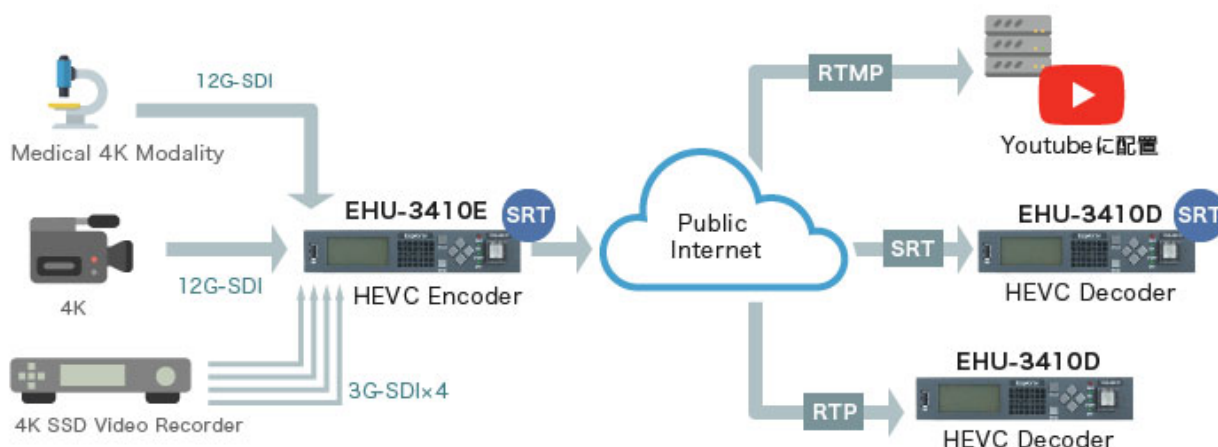 12G-SDI
Medical 4K Modality
12G-SDI
4K
3G-SDI×4
4K SSD Video Recorder
EHU-3410E
SRT
HEVC Encoder
Public
Internet
RTMP
Youtubeに配置
SRT
EHU-3410D
SRT
HEVC Decoder
RTP
EHU-3410D
HEVC Decoder